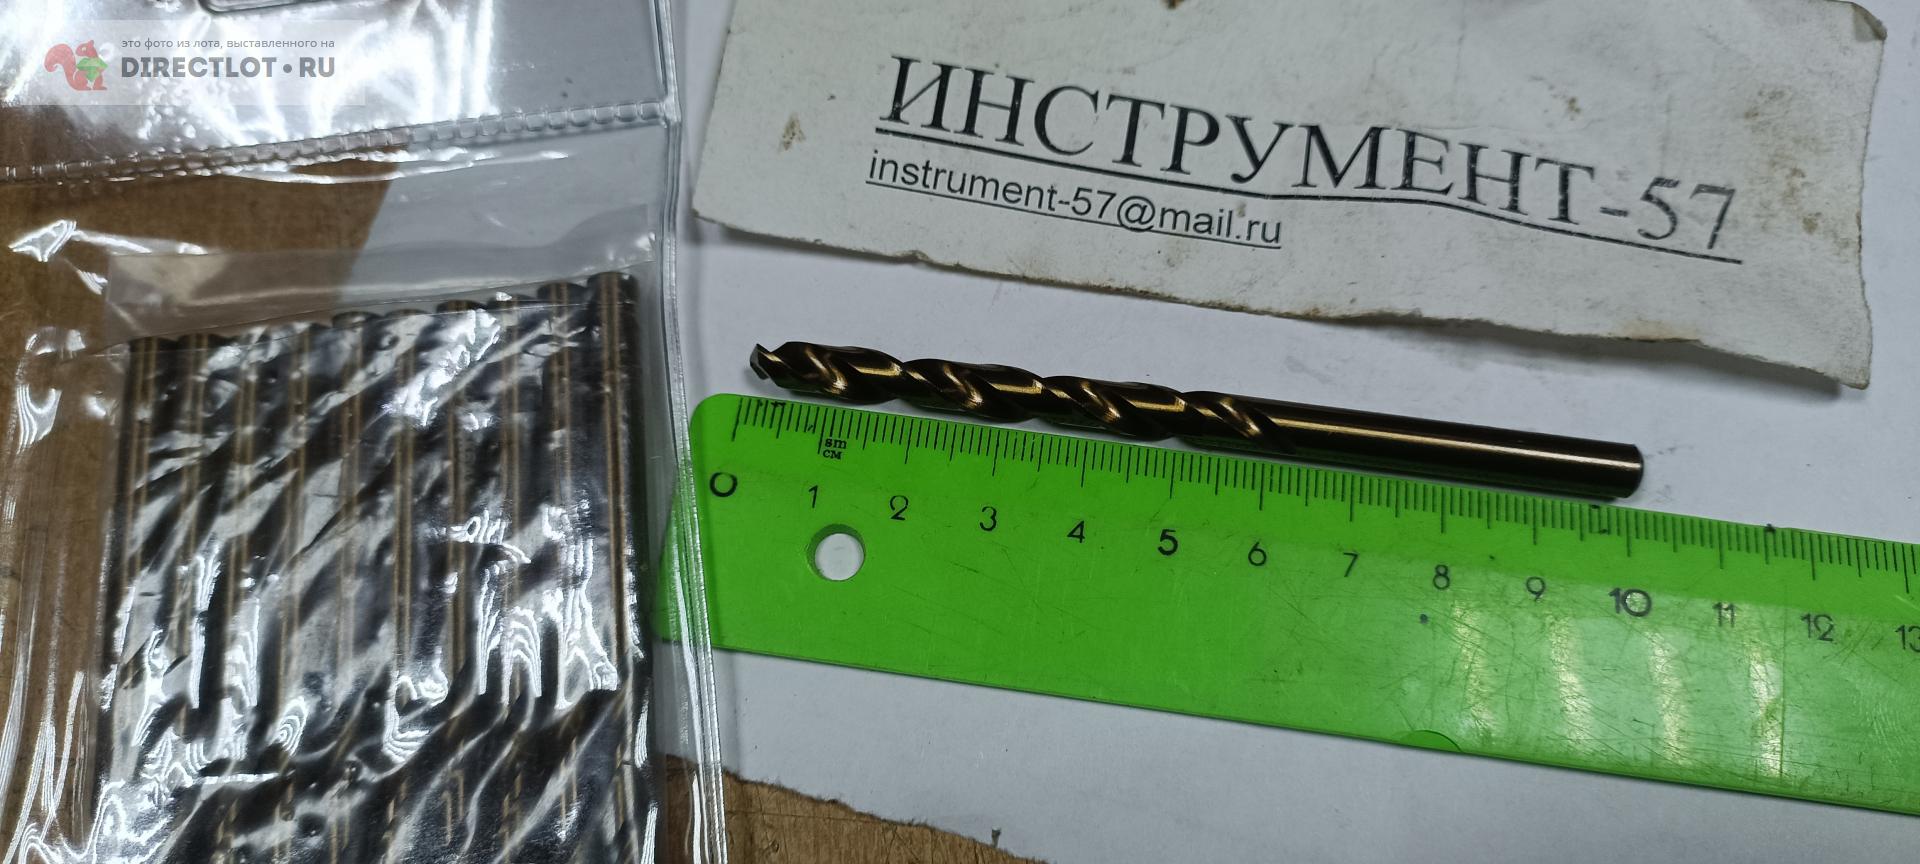 это фото из лота, выставленного на
DIRECTLOT•RU
ИНСТРУМЕНТ-57
instrument-57@mail.ru
sm
см
0 1 2 3 4 5 6 7 8 9 10 11 12 13